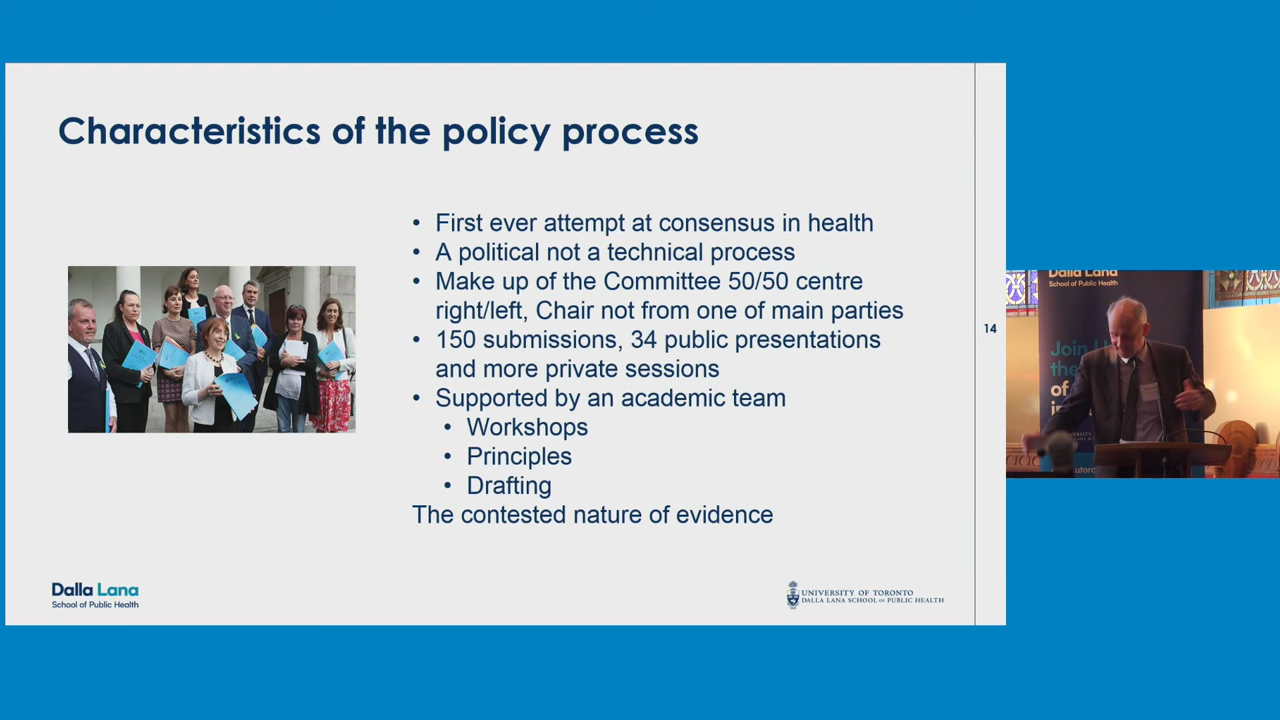 Characteristics of the policy process
• First ever attempt at consensus in health
• A political not a technical process
• Make up of the Committee 50/50 centre
right/left, Chair not from one of main parties
• 150 submissions, 34 public presentations
and more private sessions
• Supported by an academic team
• Workshops
• Principles
• Drafting
The contested nature of evidence
14
Dalla Lana
School of Public Health
UNIVERSITY OF TORONTO
DALLA LANA SCHOOL OF PUBLIC HEALTH
Dalla Lana
School of Public Health
Join
the
of
in